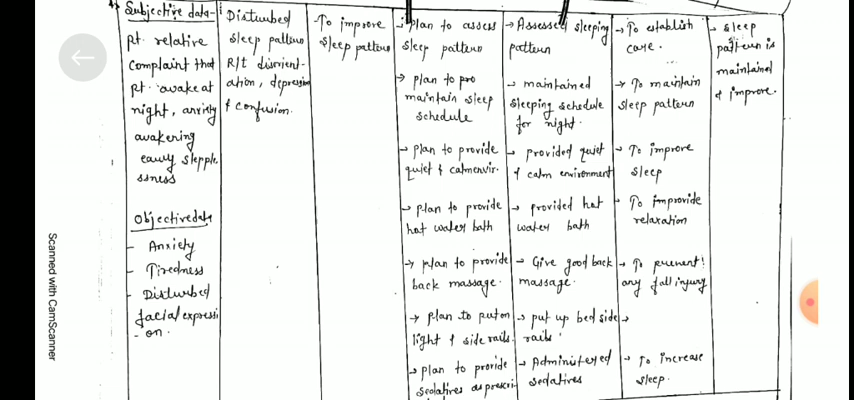 Subjective data-
Pt. relative
complaint that
pt. awake at
night, anxiety
awakering
eawy slepple
ssness
Objective data
- Anxiety
- Tiredness
- Disturbed
facial expressi
- on.
Disturbed
sleep pattern
R/t disorient-
ation, depression
& confusion.
-To improve
sleep pattern
Plan to assess
sleep pattern
→ plan to pro
maintain sleep
schedule
→ plan to provide
quiet & calm envir.
→ plan to provide
hot water bath
→ plan to provide
back massage.
→ plan to put on
light & side rails.
→ plan to provide
sedatives as prescri
→ Assessed sleeping
pattern
→ maintained
sleeping schedule
for night.
→ provided quiet
& calm environment
→ provided hot
water bath
→ Give good back
massage.
→ put up bed side
rails.
→ Administered
sedatives
→ To establish
care.
→ To maintain
sleep pattern
→ To improve
sleep
→ To improvide
relaxation
→ To prevent
any fall injury
→
→ To increase
sleep.
→ sleep
pattern is
maintained
& improve.
Scanned with CamScanner